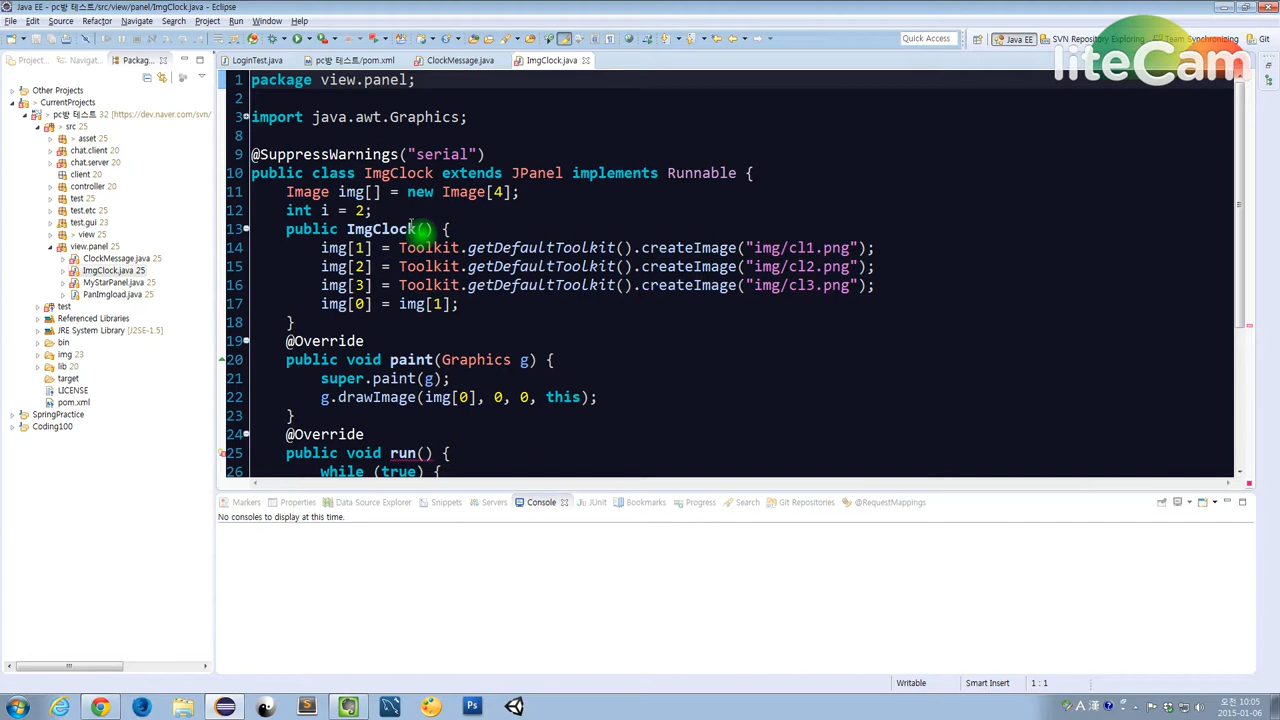 Java EE - pc방 테스트/src/view/panel/ImgClock.java - Eclipse
File Edit Source Refactor Navigate Search Project Run Window Help
Quick Access
Java EE
SVN Repository Exploring
Team Synchronizing
Git
liteCam
Project...
Navigat...
Packag...
LoginTest.java
pc방 테스트/pom.xml
ClockMessage.java
ImgClock.java
Other Projects
> CurrentProjects
> pc방 테스트 32 [https://dev.naver.com/svn/
> src 25
> asset 25
chat.client 20
chat.server 20
client 20
controller 20
test 25
test.etc 25
test.gui 23
> view 25
view.panel 25
ClockMessage.java 25
ImgClock.java 25
MyStarPanel.java 25
PanImgload.java 25
test
Referenced Libraries
JRE System Library [J2SE-1.5]
bin
img 23
lib 20
target
LICENSE
pom.xml
SpringPractice
Coding100
1 package view.panel;
2
3 import java.awt.Graphics;
8
9 @SuppressWarnings("serial")
10 public class ImgClock extends JPanel implements Runnable {
11 Image img[] = new Image[4];
12 int i = 2;
13 public ImgClock() {
14 img[1] = Toolkit.getDefaultToolkit().createImage("img/cl1.png");
15 img[2] = Toolkit.getDefaultToolkit().createImage("img/cl2.png");
16 img[3] = Toolkit.getDefaultToolkit().createImage("img/cl3.png");
17 img[0] = img[1];
18 }
19 @Override
20 public void paint(Graphics g) {
21 super.paint(g);
22 g.drawImage(img[0], 0, 0, this);
23 }
24 @Override
25 public void run() {
26 while (true) {
Markers Properties Data Source Explorer Snippets Servers Console JUnit Bookmarks Progress Search Git Repositories @RequestMappings
No consoles to display at this time.
Writable
Smart Insert
1 : 1
A 漢
오전 10:05
2015-01-06